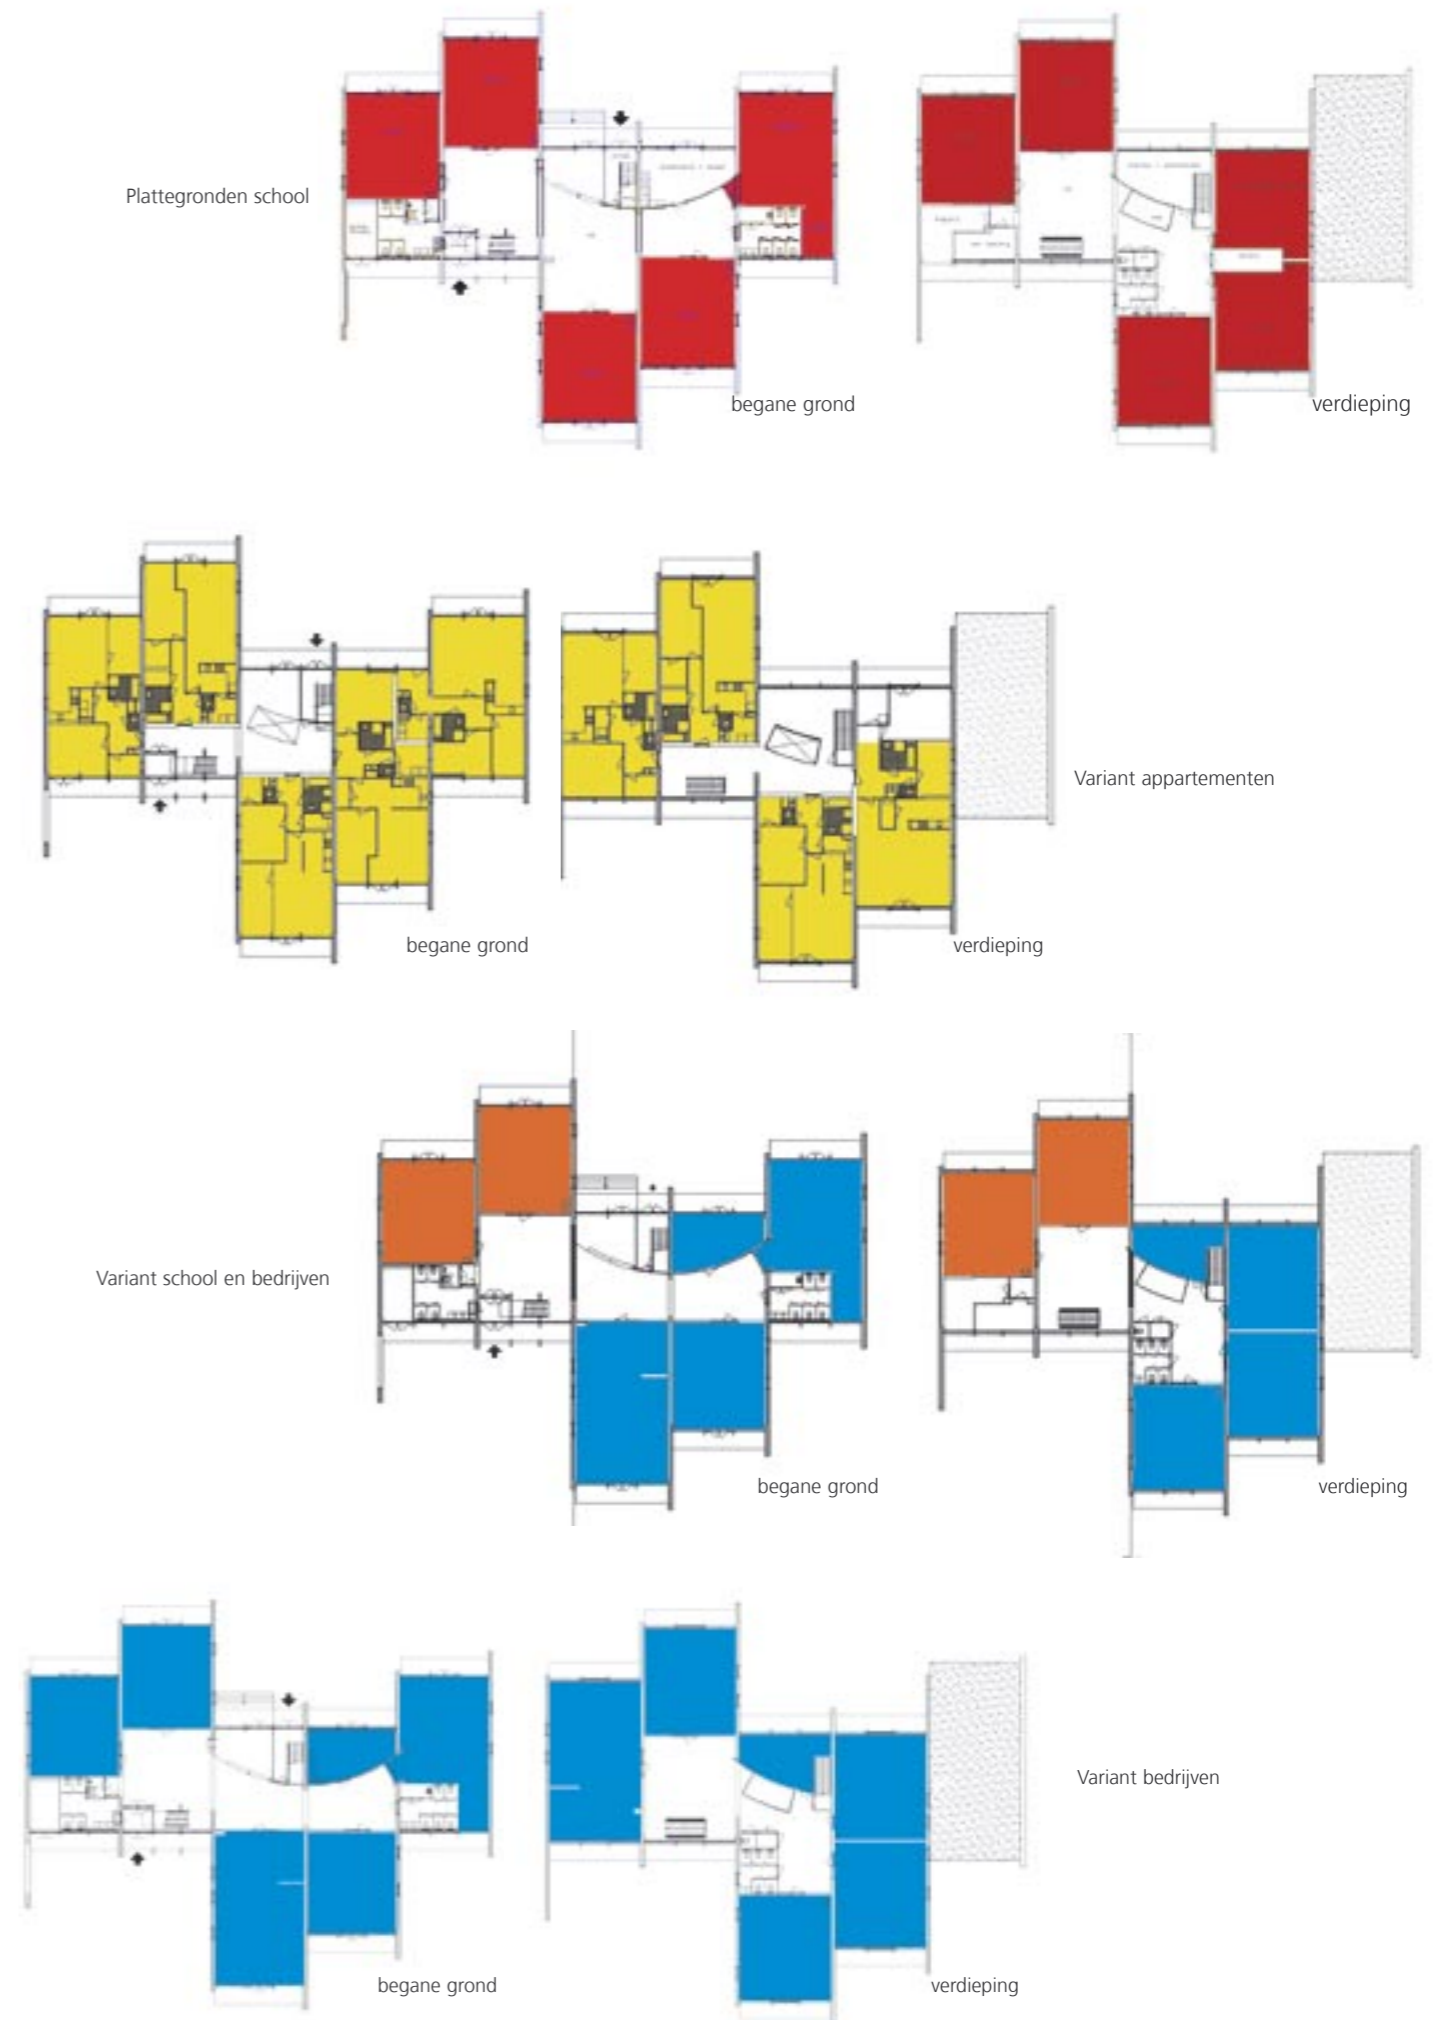 Plattegronden school
begane grond
verdieping
begane grond
verdieping
Variant appartementen
Variant school en bedrijven
begane grond
verdieping
Variant bedrijven
begane grond
verdieping